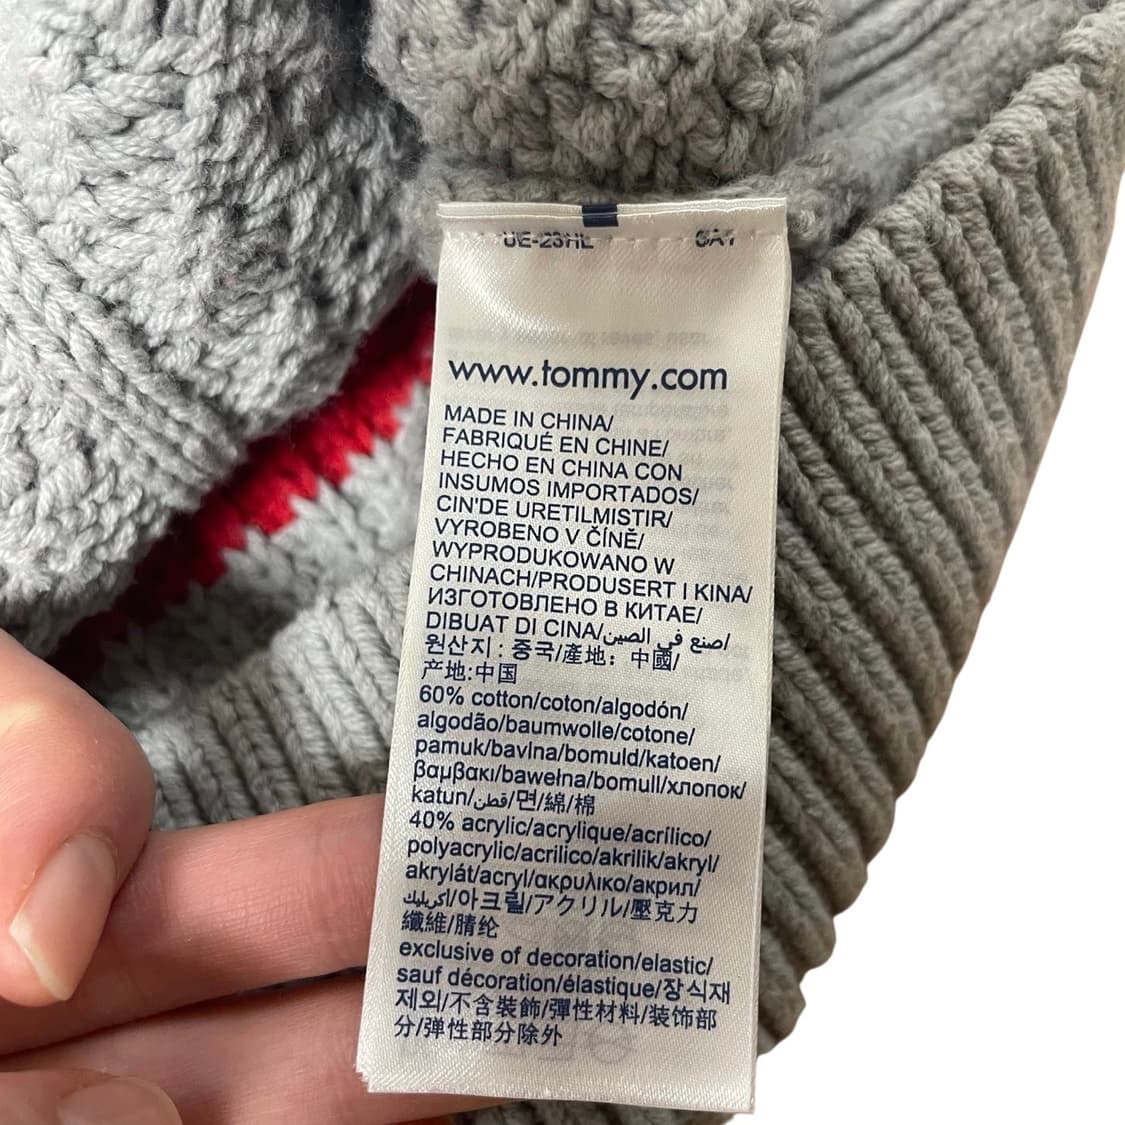 www.tommy.com
MADE IN CHINA/
FABRIQUÉ EN CHINE/
HECHO EN CHINA CON
INSUMOS IMPORTADOS/
CIN'DE URETILMISTIR/
VYROBENO V ČÍNĚ/
WYPRODUKOWANO W
CHINACH/PRODUSERT I KINA/
ИЗГОТОВЛЕНО В КИТАЕ/
DIBUAT DI CINA/صنع في الصين/
원산지 : 중국/產地：中國/
产地:中国
60% cotton/coton/algodón/
algodão/baumwolle/cotone/
pamuk/bavlna/bomuld/katoen/
βαμβακι/bawełna/bomull/хлопок/
katun/قطن/면/綿/棉
40% acrylic/acrylique/acrílico/
polyacrylic/acrilico/akrilik/akryl/
akrylát/acryl/ακρυλικο/акрил/
اكريليك/아크릴/アクリル/壓克力
纖維/腈纶
exclusive of decoration/elastic/
sauf décoration/élastique/장식재
제외/不含裝飾/彈性材料/装饰部
分/弹性部分除外